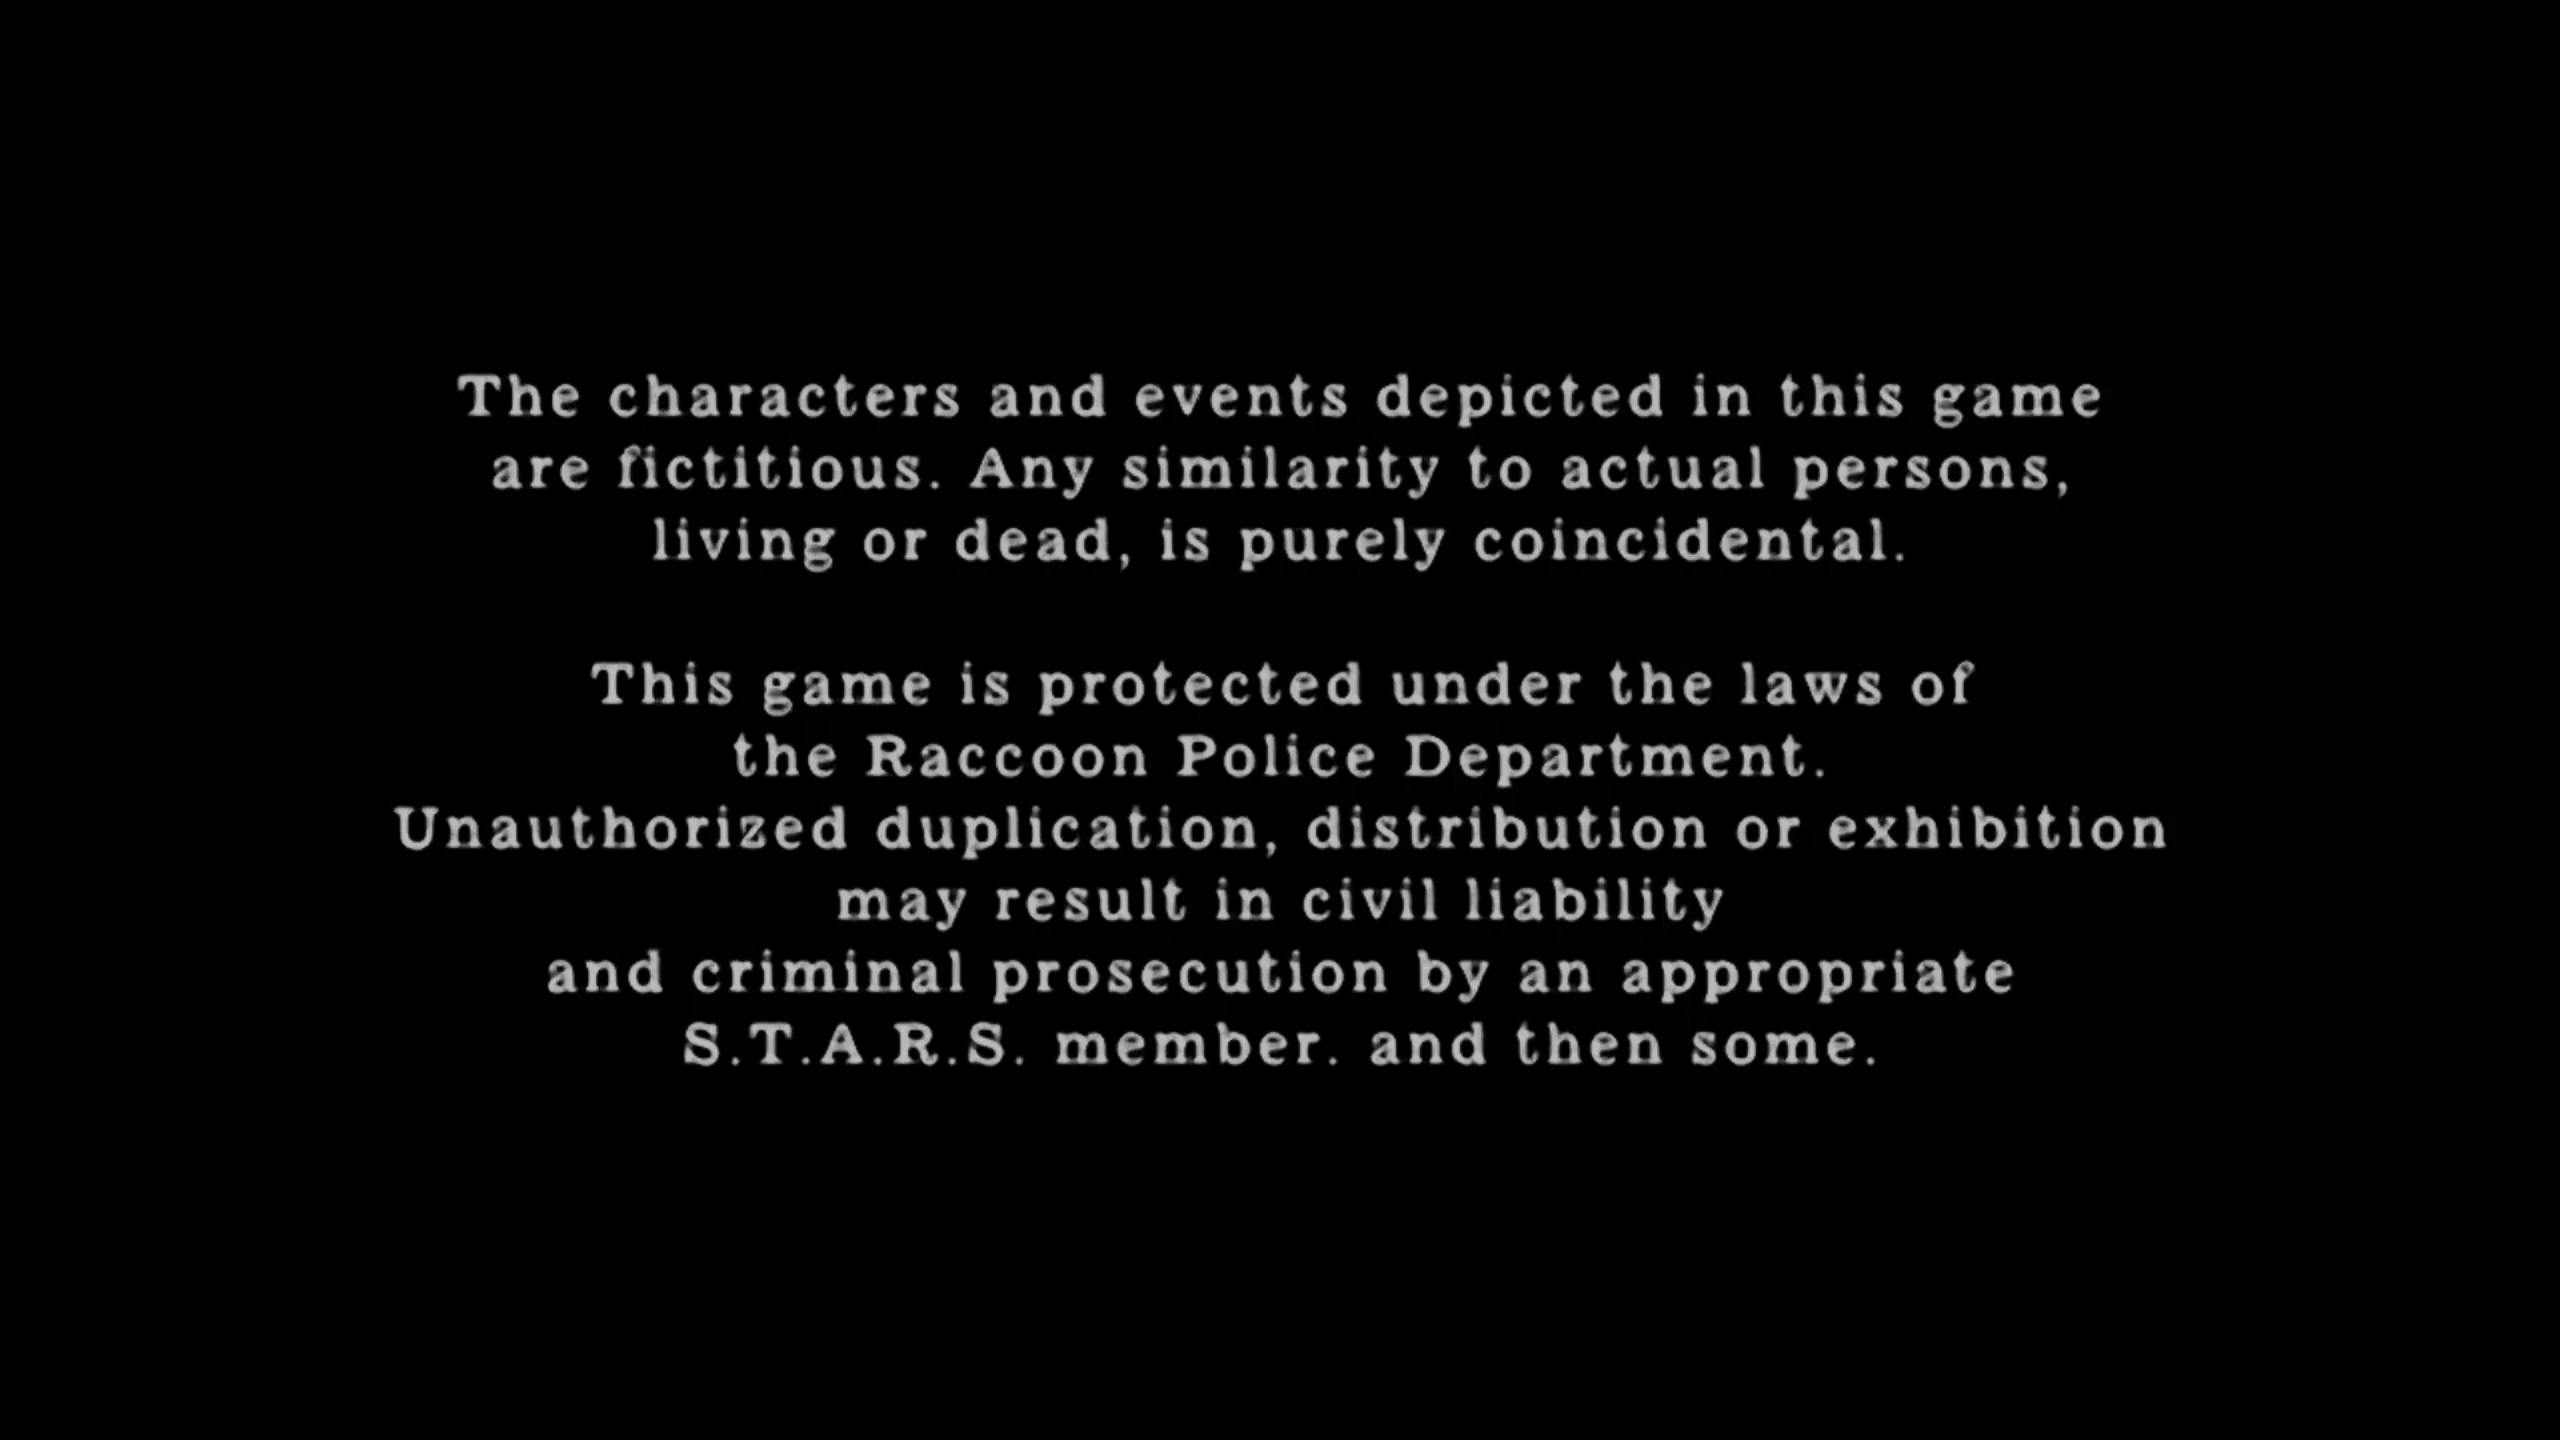 The characters and events depicted in this game
are fictitious. Any similarity to actual persons,
living or dead, is purely coincidental.
This game is protected under the laws of
the Raccoon Police Department.
Unauthorized duplication, distribution or exhibition
may result in civil liability
and criminal prosecution by an appropriate
S.T.A.R.S. member. and then some.